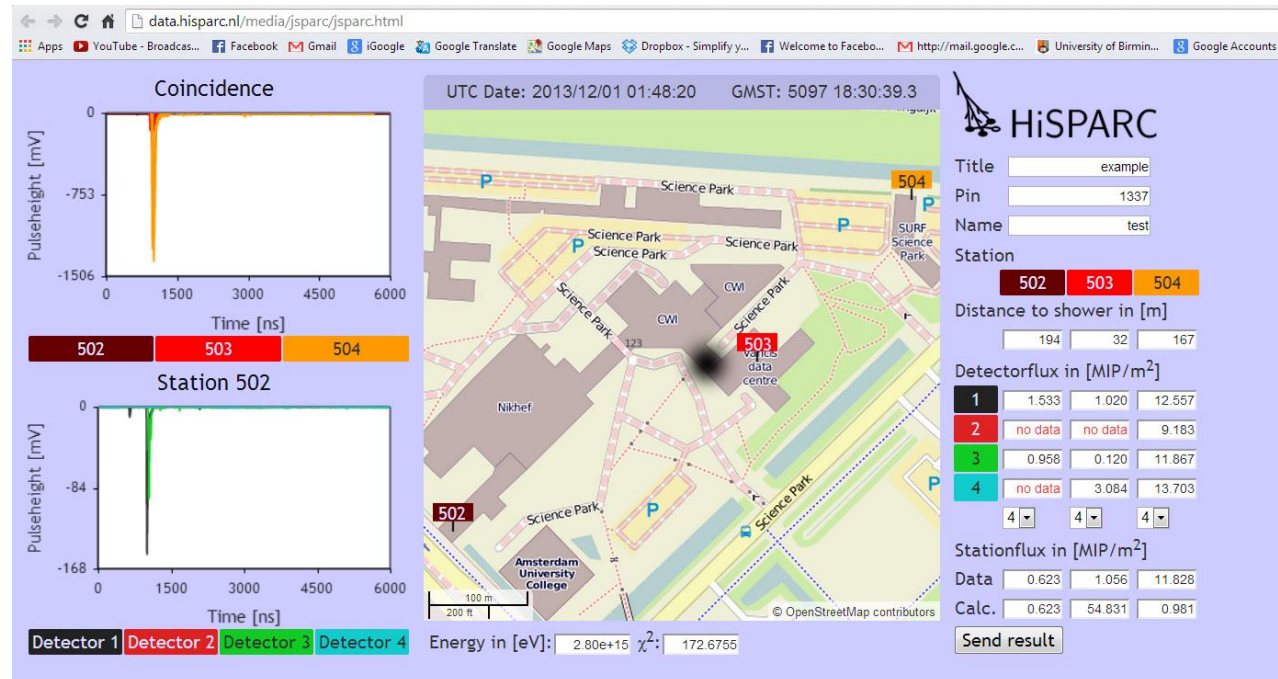 data.hisparc.nl/media/jsparc/jsparc.html
Apps YouTube - Broadcas... Facebook Gmail iGoogle Google Translate Google Maps Dropbox - Simplify y... Welcome to Facebo... http://mail.google.c... University of Birmin... Google Accounts
Coincidence
Pulseheight [mV]
0
-753
-1506
0 1500 3000 4500 6000
Time [ns]
502 503 504
Station 502
Pulseheight [mV]
0
-84
-168
0 1500 3000 4500 6000
Time [ns]
Detector 1 Detector 2 Detector 3 Detector 4
UTC Date: 2013/12/01 01:48:20 GMST: 5097 18:30:39.3
P
Science Park
504
P
P
SURF
Science
Park
Science Park
P
Science Park
Science Park
CWI
Science Park
Science Park
CWI
123
503
Vancis
data
centre
Nikhef
P
Science Park
502
Science Park
P
Amsterdam
University
College
100 m
200 ft
© OpenStreetMap contributors
Energy in [eV]: 2.80e+15 χ²: 172.6755
HiSPARC
Title example
Pin 1337
Name test
Station
502 503 504
Distance to shower in [m]
194 32 167
Detectorflux in [MIP/m²]
1 1.533 1.020 12.557
2 no data no data 9.183
3 0.958 0.120 11.867
4 no data 3.084 13.703
4 4 4
Stationflux in [MIP/m²]
Data 0.623 1.056 11.828
Calc. 0.623 54.831 0.981
Send result